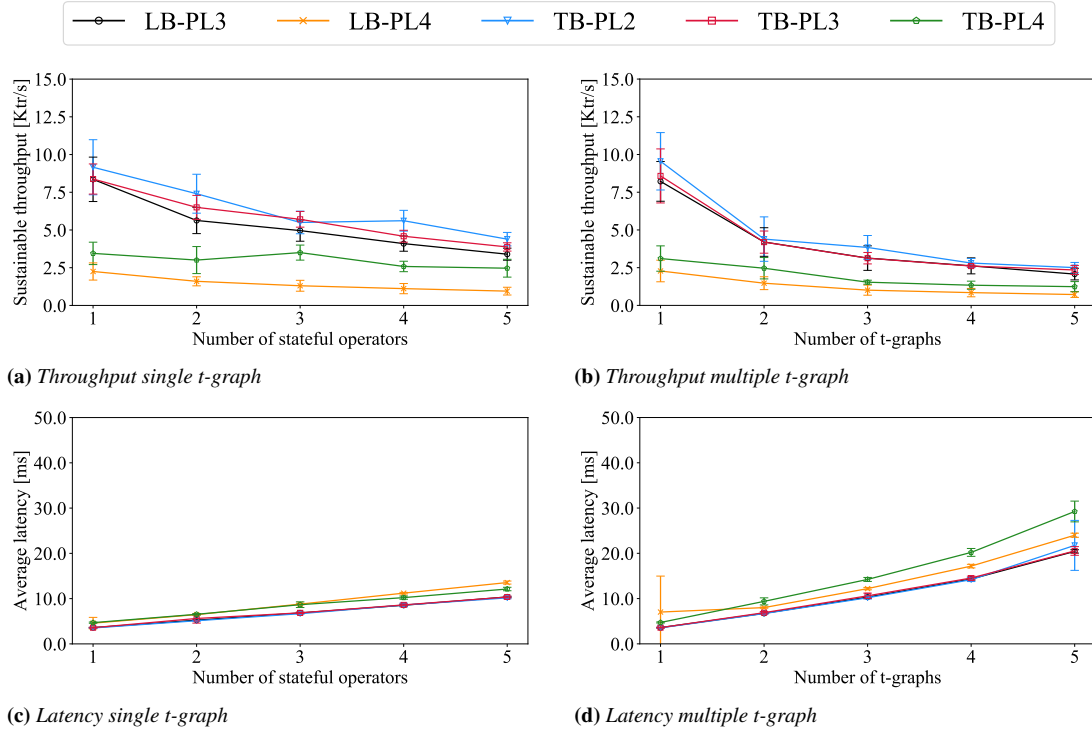 LB-PL3 LB-PL4 TB-PL2 TB-PL3 TB-PL4
Sustainable throughput [Ktr/s]
15.0
12.5
10.0
7.5
5.0
2.5
0.0
1 2 3 4 5
Number of stateful operators
(a) Throughput single t-graph
Sustainable throughput [Ktr/s]
15.0
12.5
10.0
7.5
5.0
2.5
0.0
1 2 3 4 5
Number of t-graphs
(b) Throughput multiple t-graph
Average latency [ms]
50.0
40.0
30.0
20.0
10.0
0.0
1 2 3 4 5
Number of stateful operators
(c) Latency single t-graph
Average latency [ms]
50.0
40.0
30.0
20.0
10.0
0.0
1 2 3 4 5
Number of t-graphs
(d) Latency multiple t-graph